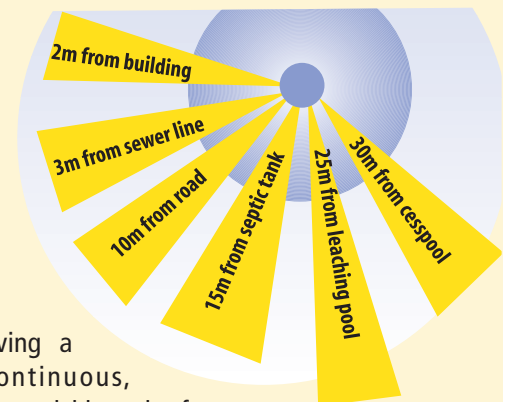 2m from building
3m from sewer line
10m from road
15m from septic tank
25m from leaching pool
30m from cesspool
ving a
ontinuous,